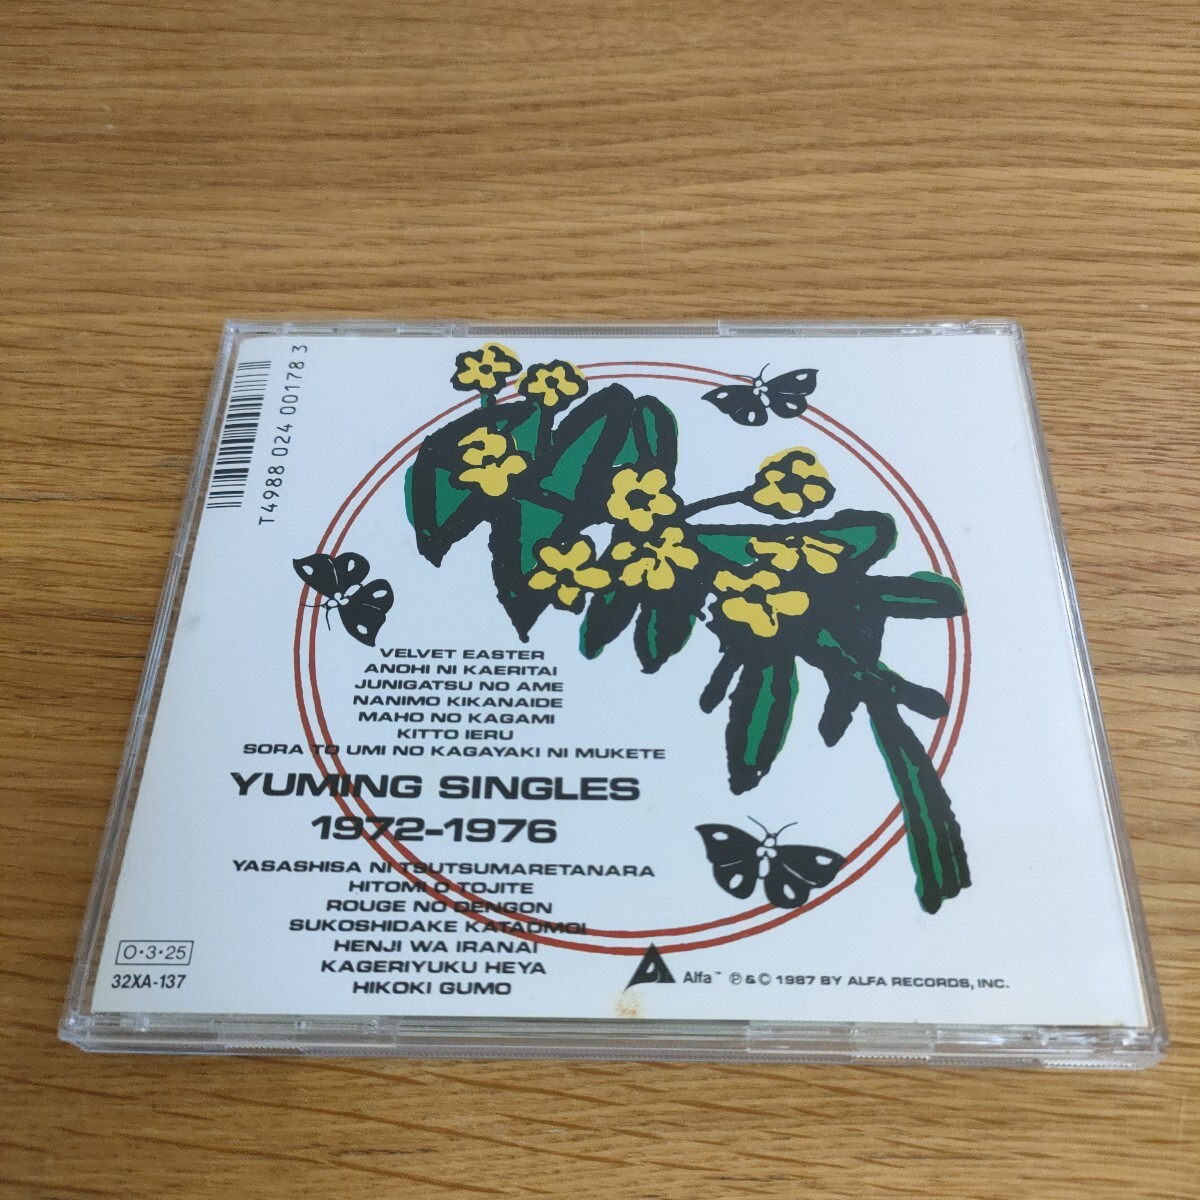 T4988 024 00178 3
VELVET EASTER
ANOHI NI KAERITAI
JUNIGATSU NO AME
NANIMO KIKANAIDE
MAHO NO KAGAMI
KITTO IERU
SORA TO UMI NO KAGAYAKI NI MUKETE
YUMING SINGLES
1972-1976
YASASHISA NI TSUTSUMARETANARA
HITOMI O TOJITE
ROUGE NO DENGON
SUKOSHIDAKE KATAOMOI
HENJI WA IRANAI
KAGERIYUKU HEYA
HIKOKI GUMO
O・3・25
32XA-137
Alfa™ ℗ & © 1987 BY ALFA RECORDS, INC.